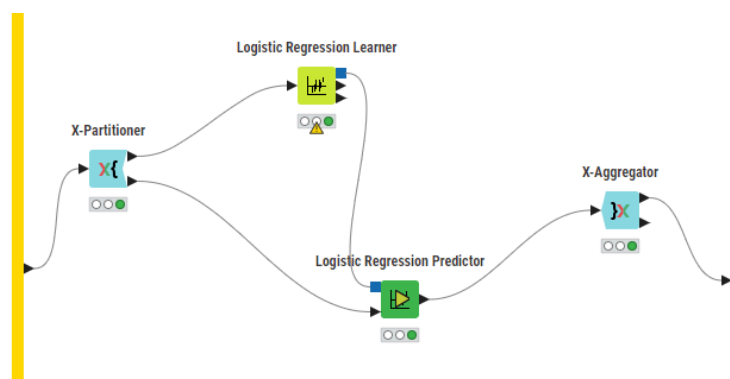 Logistic Regression Learner
X-Partitioner
X{
X-Aggregator
}X
Logistic Regression Predictor